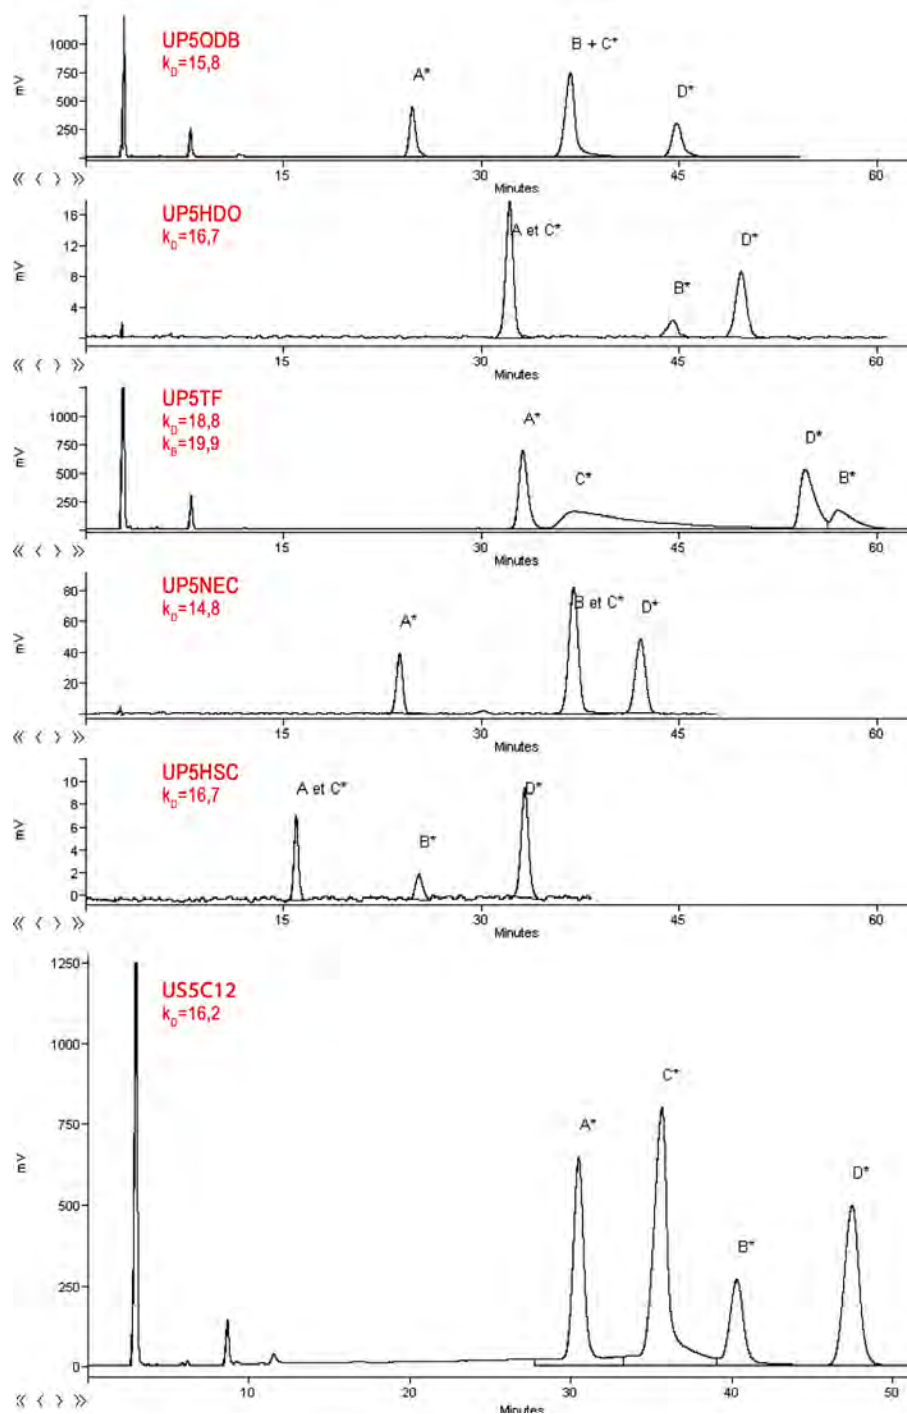 UP5ODB
k_D=15,8
1000
750
500
250
mV
A*
B + C*
D*
15
30
45
60
Minutes
« < > »
UP5HDO
k_D=16,7
16
12
8
4
mV
A et C*
B*
D*
15
30
45
60
Minutes
« < > »
UP5TF
k_D=18,8
k_B=19,9
1000
750
500
250
mV
A*
C*
D*
B*
15
30
45
60
Minutes
« < > »
UP5NEC
k_D=14,8
80
60
40
20
mV
A*
B et C*
D*
15
30
45
60
Minutes
« < > »
UP5HSC
k_D=16,7
10
8
6
4
2
0
mV
A et C*
B*
D*
15
30
45
60
Minutes
« < > »
US5C12
k_D=16,2
1250
1000
750
500
250
0
mV
A*
C*
B*
D*
10
20
30
40
50
Minutes
« < > »